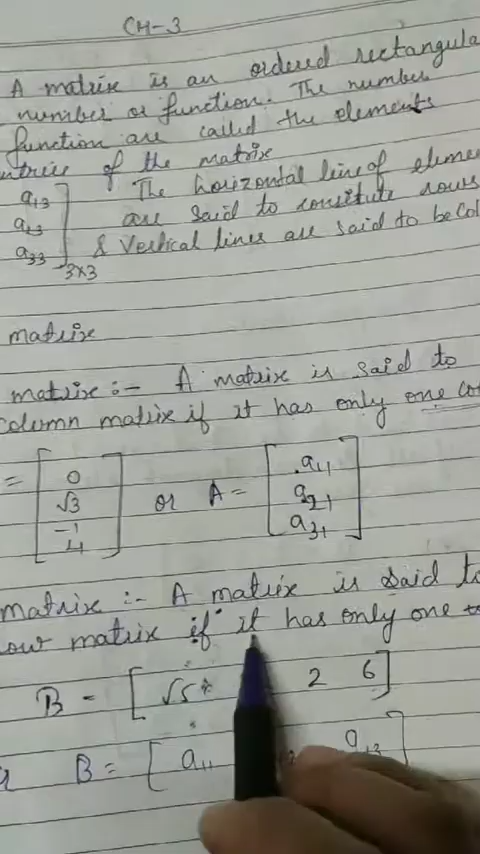 CH-3
A matrix is an ordered rectangula
number or function. The number
function are called the elements
ntries of the matrix
a13 The horizontal line of eleme
a23 are said to constitute rows
a33 & Vertical lines are said to be Col
3×3
matrix
matrix :- A matrix is said to
column matrix if it has only one co
= [ 0 √3 -1 4 ] or A = [ a11 a21 a31 ]
matrix :- A matrix is said to
ow matrix if it has only one
B = [ √5 2 6 ]
B = [ a11 a13 ]